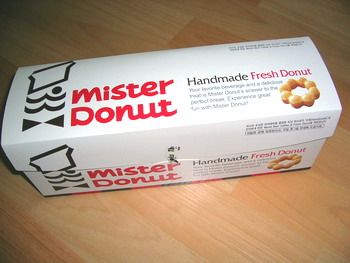 Mister
Donut
Handmade Fresh Donut
Your favorite beverage and a delicious
treat is Mister Donut's answer to the
perfect break. Experience great
fun with Mister Donut!
Mister
Donut
Handmade Fresh Donut